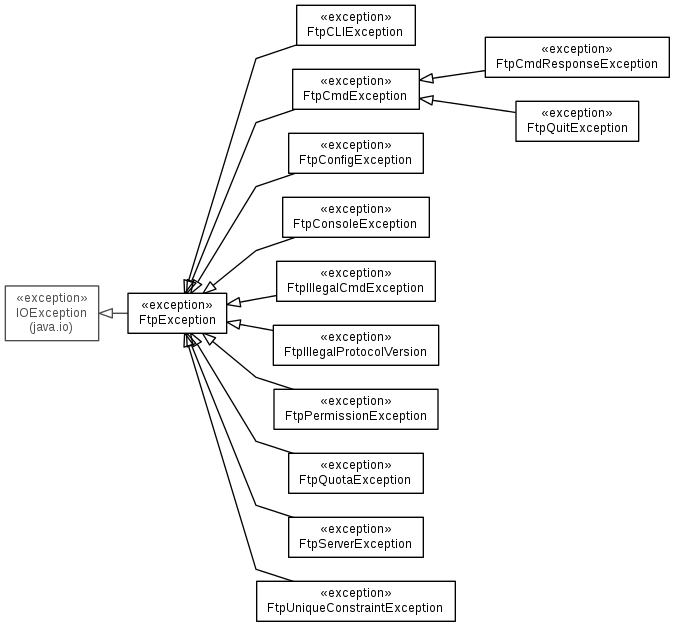 «exception»
FtpCLIException
«exception»
FtpCmdException
«exception»
FtpCmdResponseException
«exception»
FtpQuitException
«exception»
FtpConfigException
«exception»
FtpConsoleException
«exception»
FtpIllegalCmdException
«exception»
IOException
(java.io)
«exception»
FtpException
«exception»
FtpIllegalProtocolVersion
«exception»
FtpPermissionException
«exception»
FtpQuotaException
«exception»
FtpServerException
«exception»
FtpUniqueConstraintException